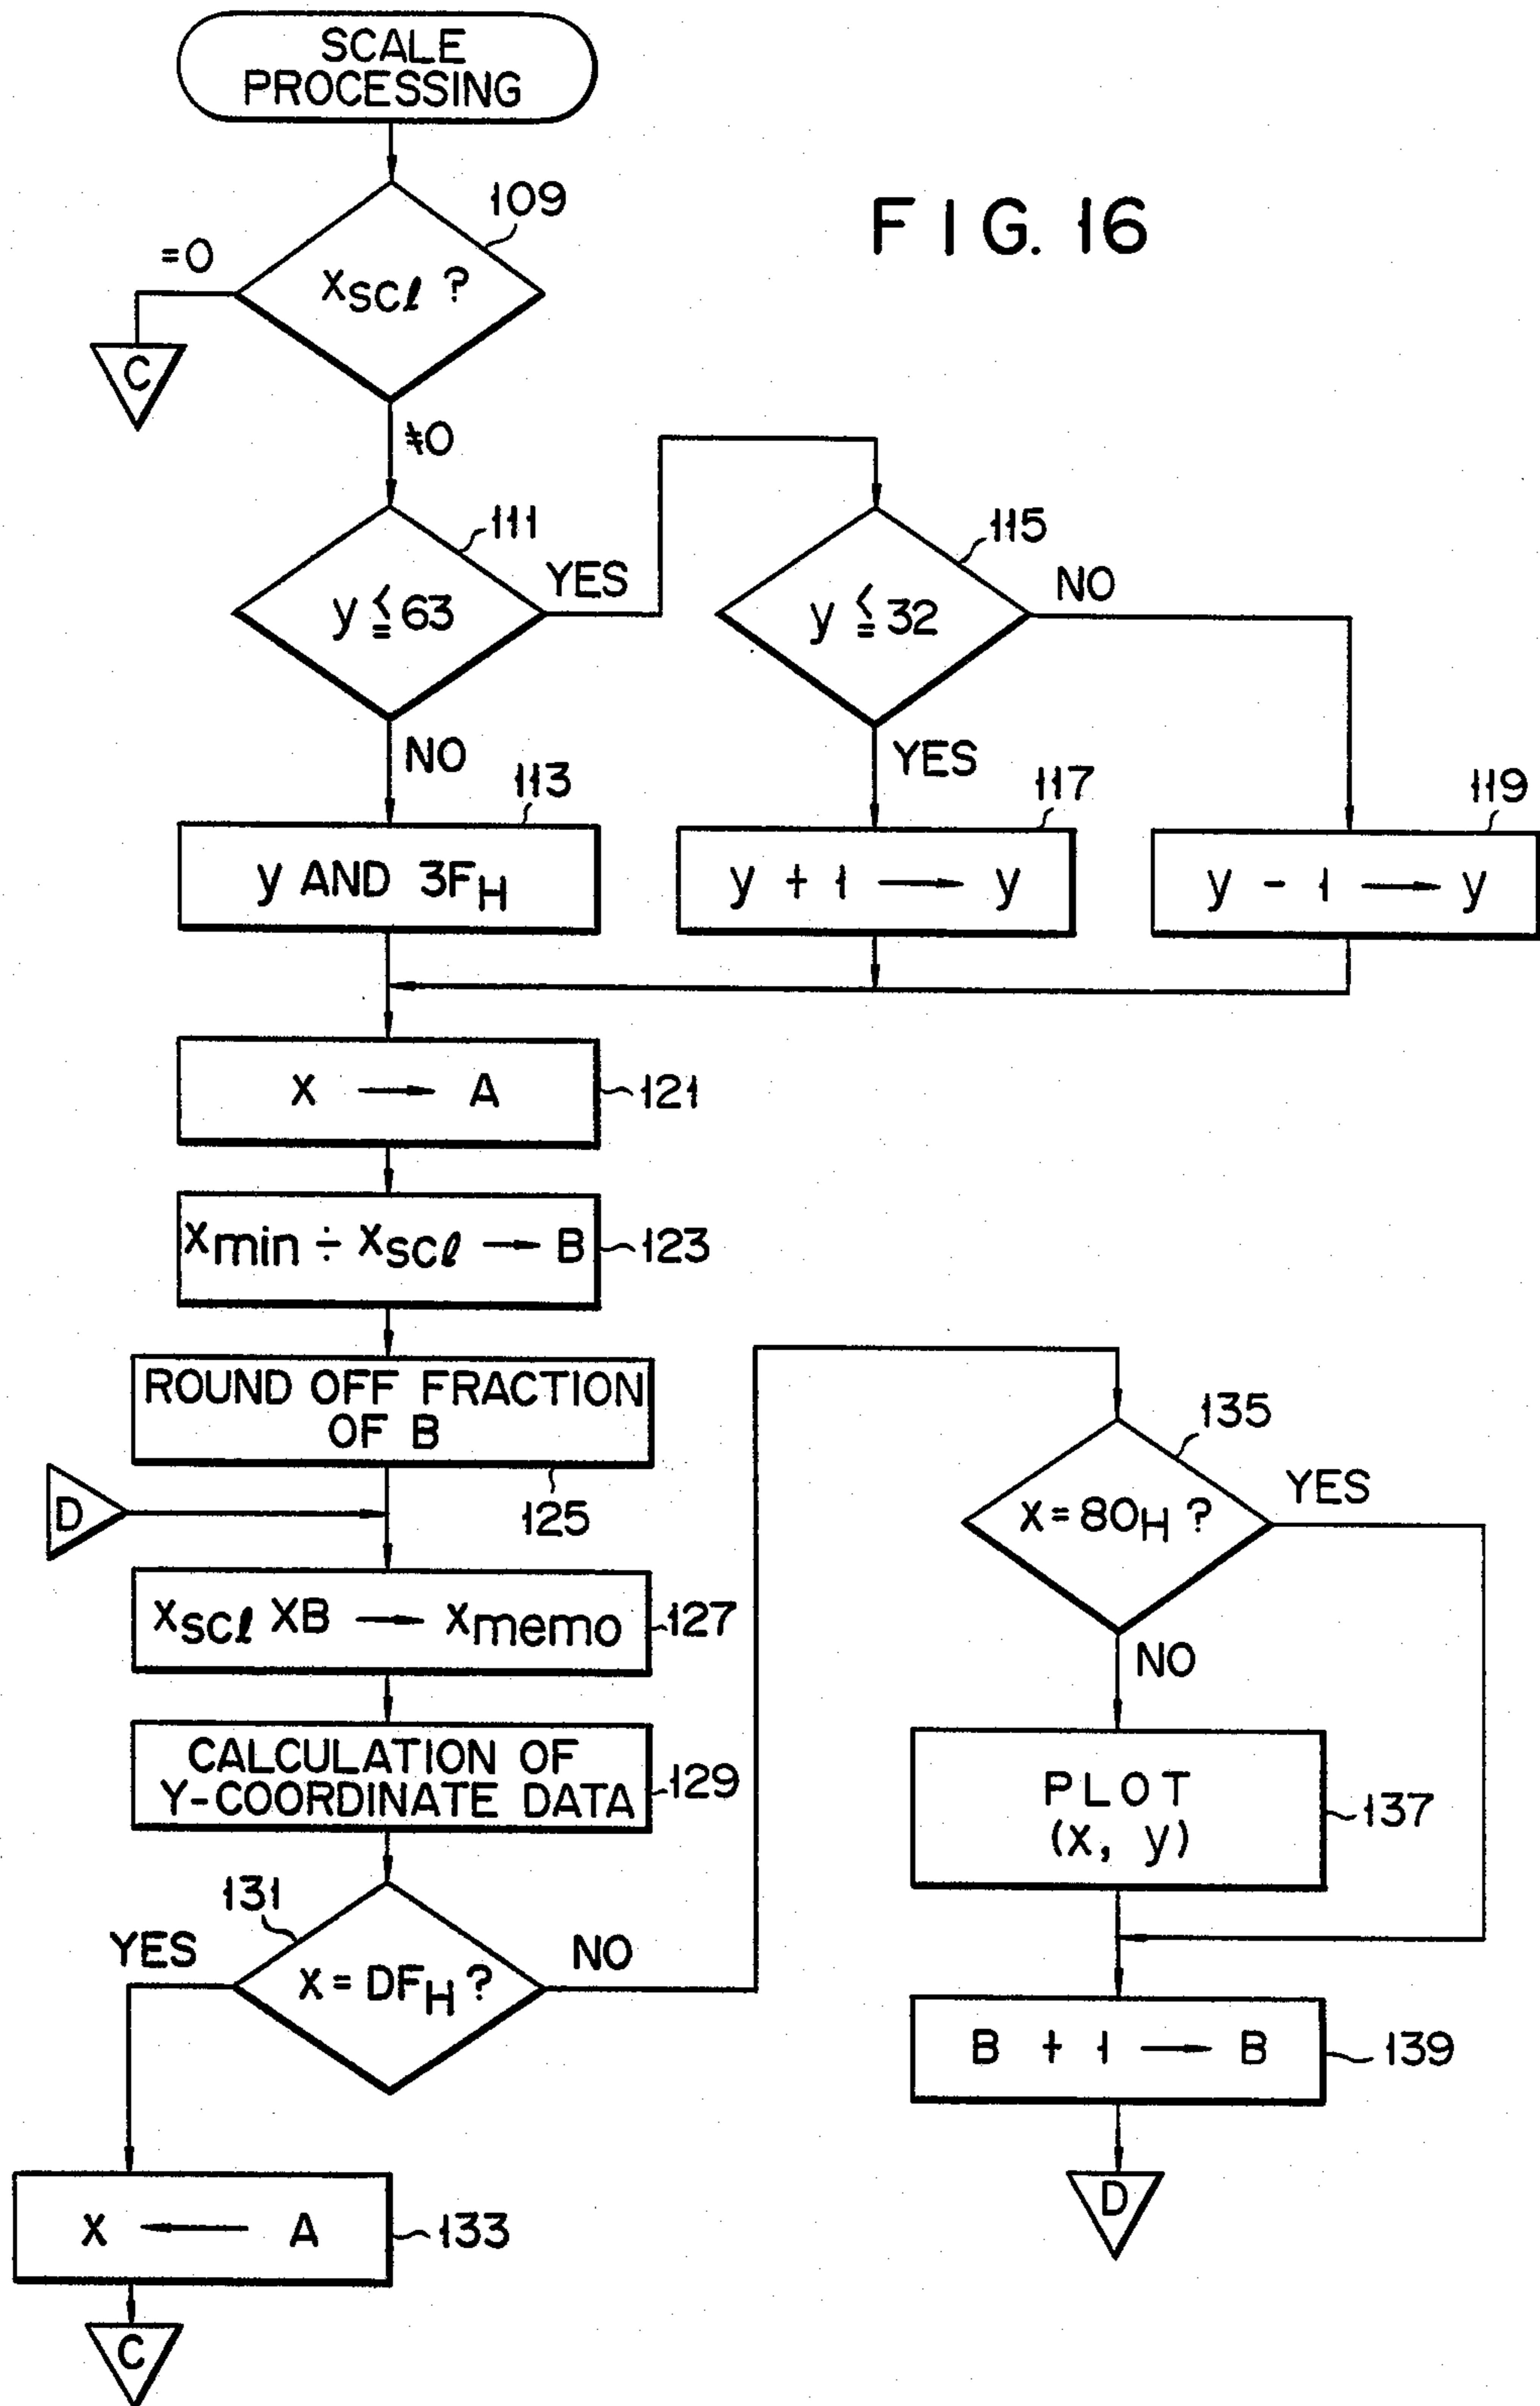 SCALE
PROCESSING
FIG. 16
109
=0
xscl ?
C
≠0
111
YES
y ≦ 63
115
NO
y ≦ 32
NO
YES
113
117
119
y AND 3FH
y + 1 → y
y - 1 → y
x → A
121
xmin ÷ xscl → B
123
ROUND OFF FRACTION
OF B
125
D
xscl XB → xmemo
127
CALCULATION OF
Y-COORDINATE DATA
129
131
YES
NO
x = DFH ?
x ← A
133
C
135
YES
x = 80H ?
NO
PLOT
(x, y)
137
B + 1 → B
139
D